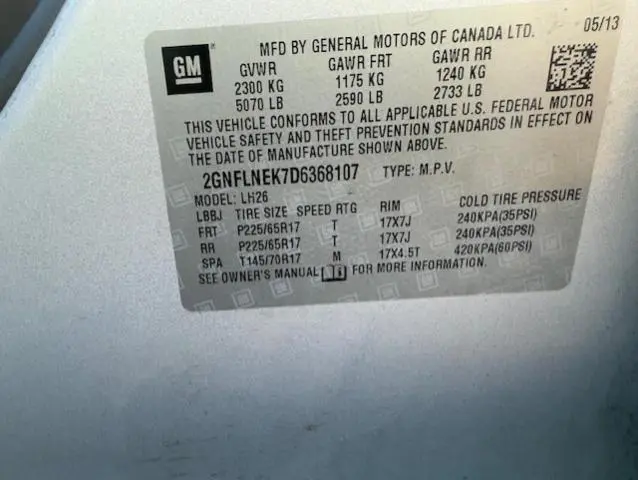 GM
MFD BY GENERAL MOTORS OF CANADA LTD. 05/13
GVWR GAWR FRT GAWR RR
2300 KG 1175 KG 1240 KG
5070 LB 2590 LB 2733 LB
THIS VEHICLE CONFORMS TO ALL APPLICABLE U.S. FEDERAL MOTOR
VEHICLE SAFETY AND THEFT PREVENTION STANDARDS IN EFFECT ON
THE DATE OF MANUFACTURE SHOWN ABOVE.
2GNFLNEK7D6368107 TYPE: M.P.V.
MODEL: LH26
LBBJ TIRE SIZE SPEED RTG RIM COLD TIRE PRESSURE
FRT P225/65R17 T 17X7J 240KPA(35PSI)
RR P225/65R17 T 17X7J 240KPA(35PSI)
SPA T145/70R17 M 17X4.5T 420KPA(60PSI)
SEE OWNER'S MANUAL FOR MORE INFORMATION.